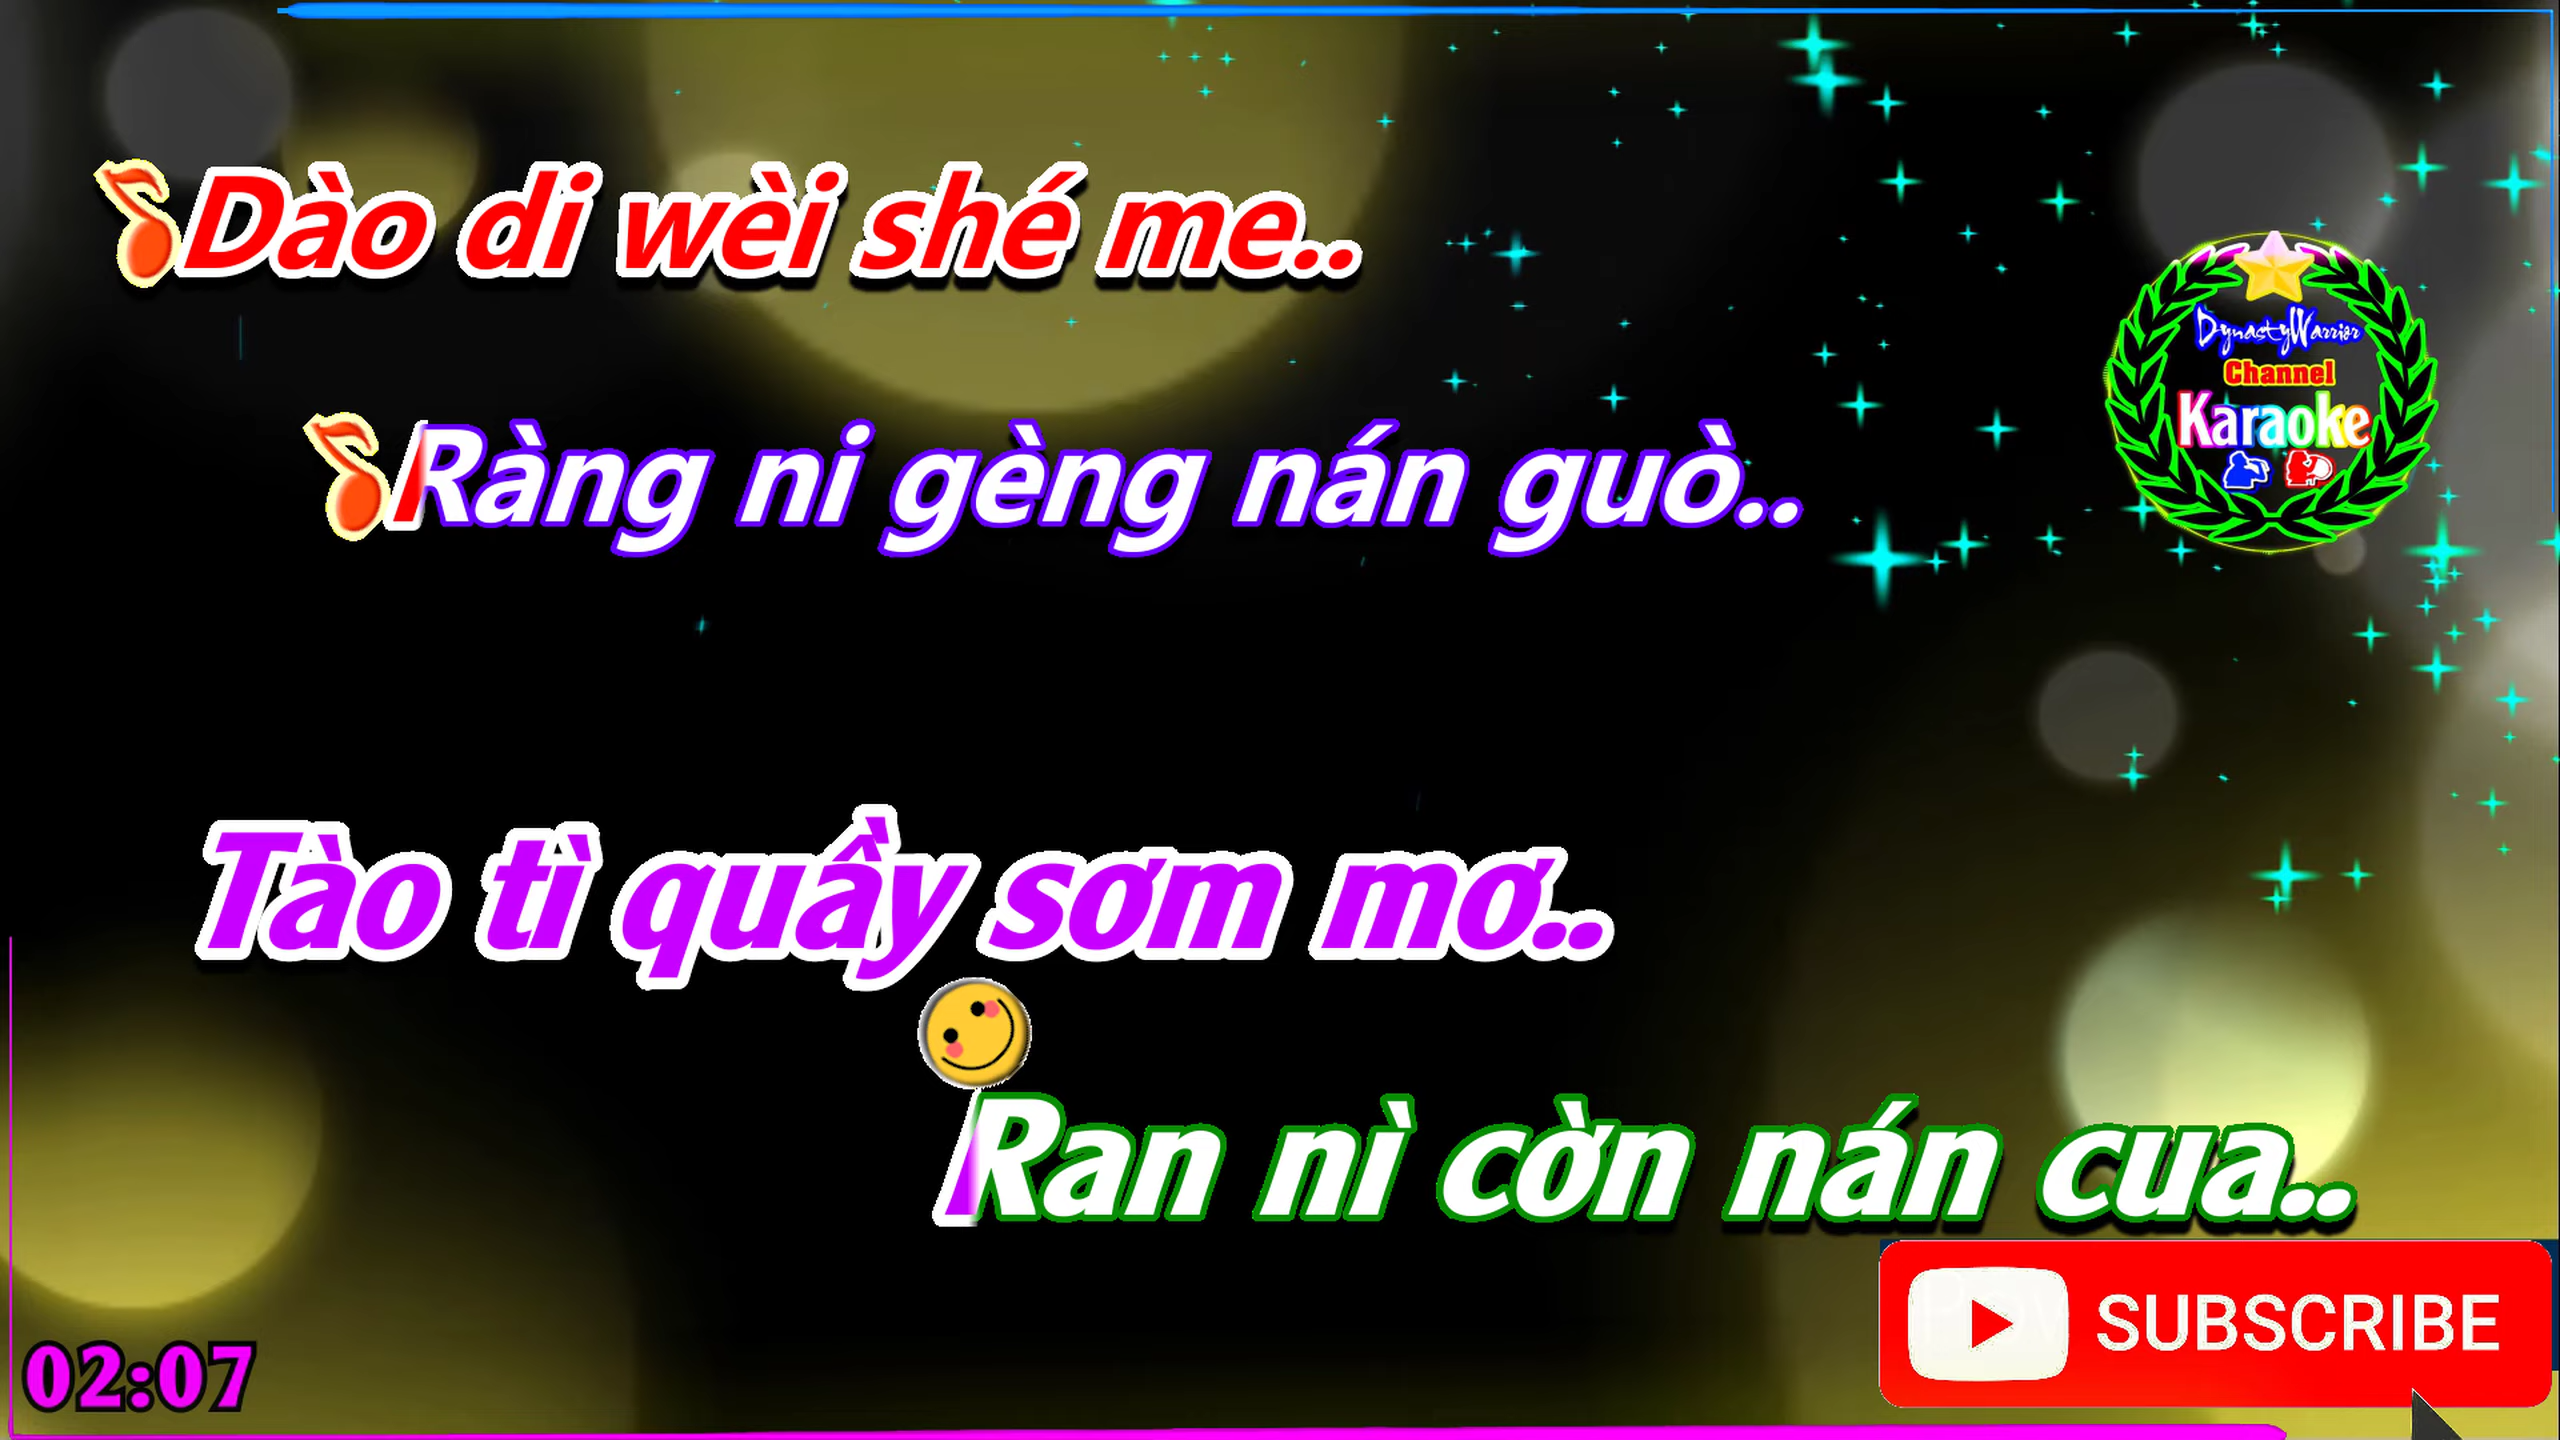 Dào di wèi shé me..
Ràng ni gèng nán guò..
DynastyWarrior
Channel
Karaoke
Tào tì quầy sơm mơ..
Ran nì cờn nán cua..
SUBSCRIBE
02:07